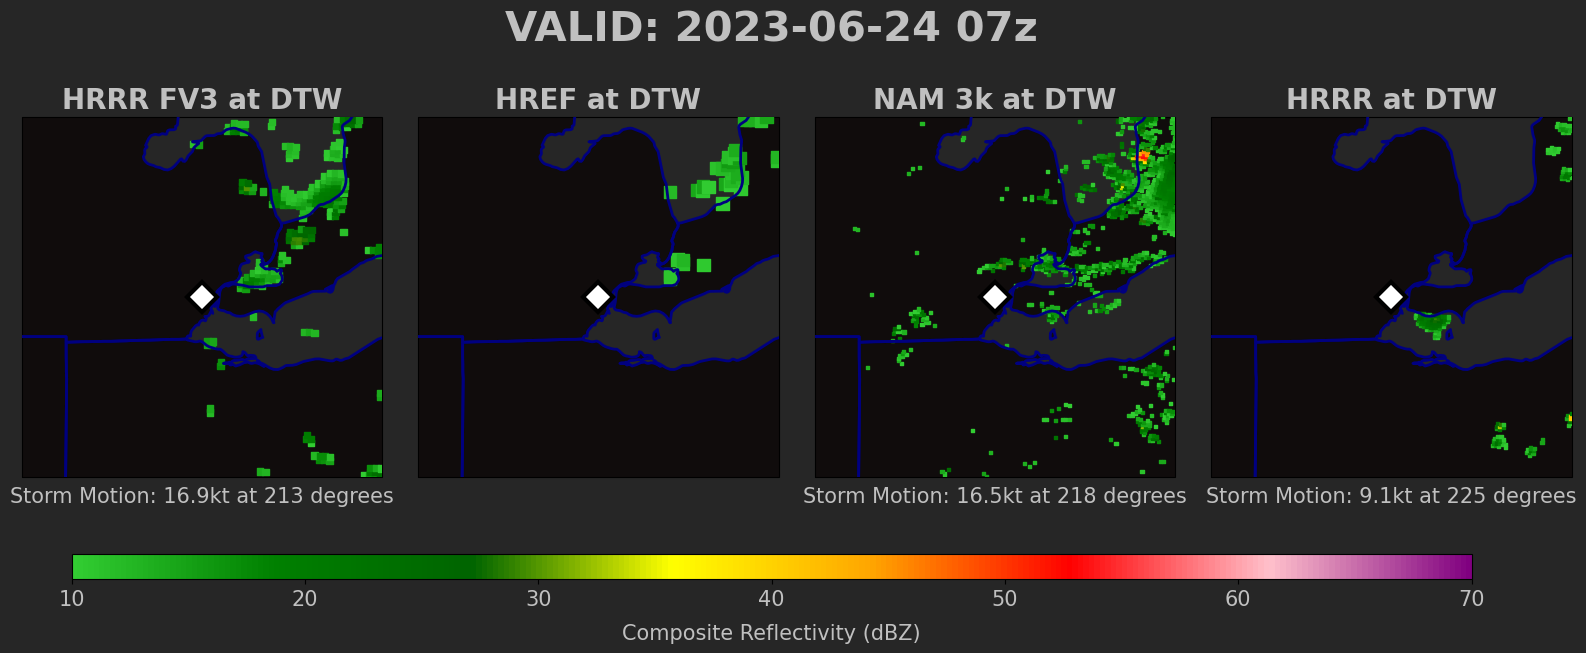 VALID: 2023-06-24 07z
HRRR FV3 at DTW
HREF at DTW
NAM 3k at DTW
HRRR at DTW
Storm Motion: 16.9kt at 213 degrees
Storm Motion: 16.5kt at 218 degrees
Storm Motion: 9.1kt at 225 degrees
10 20 30 40 50 60 70
Composite Reflectivity (dBZ)